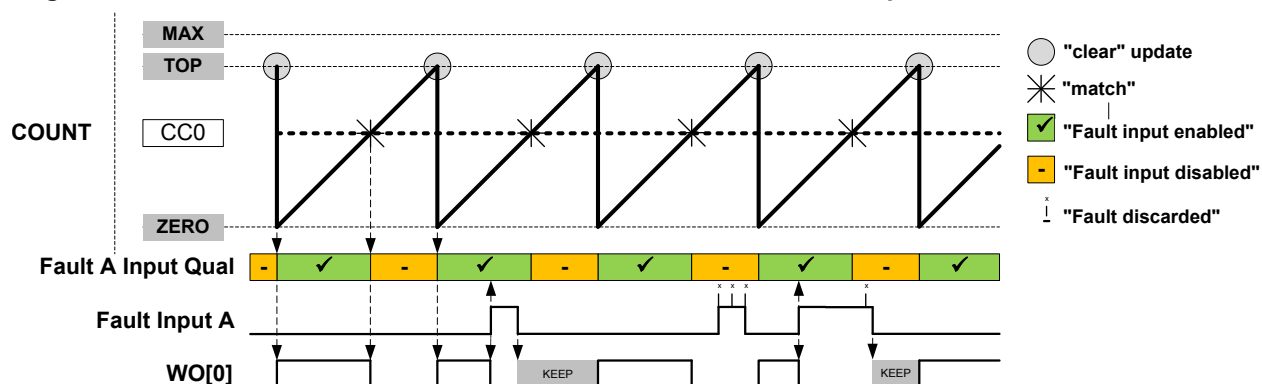 MAX
TOP
"clear" update
"match"
COUNT
CC0
✓ "Fault input enabled"
- "Fault input disabled"
x
- "Fault discarded"
ZERO
Fault A Input Qual - ✓ - ✓ - ✓ - ✓ - ✓
x x x x
Fault Input A
WO[0] KEEP KEEP